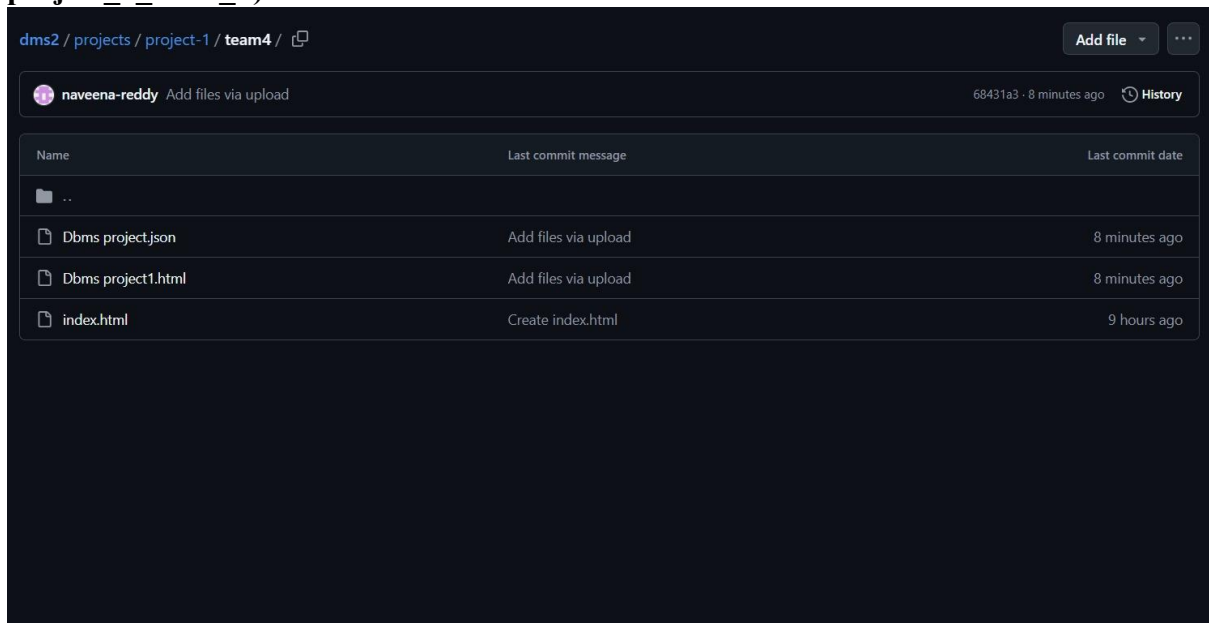 dms2 / projects / project-1 / team4 /
Add file
naveena-reddy Add files via upload
68431a3 · 8 minutes ago History
Name Last commit message Last commit date
..
Dbms project.json Add files via upload 8 minutes ago
Dbms project1.html Add files via upload 8 minutes ago
index.html Create index.html 9 hours ago